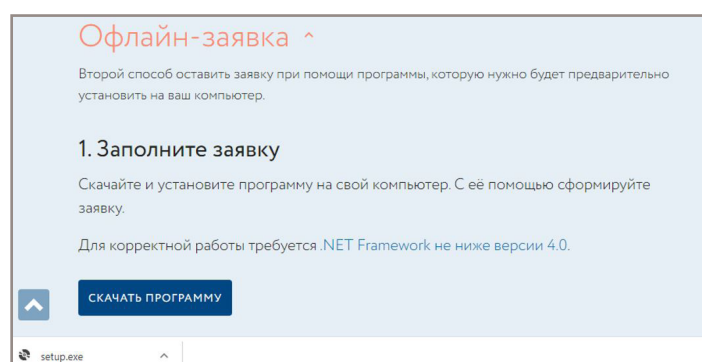 Офлайн-заявка
Второй способ оставить заявку при помощи программы, которую нужно будет предварительно
установить на ваш компьютер.
1. Заполните заявку
Скачайте и установите программу на свой компьютер. С её помощью сформируйте
заявку.
Для корректной работы требуется .NET Framework не ниже версии 4.0.
СКАЧАТЬ ПРОГРАММУ
setup.exe